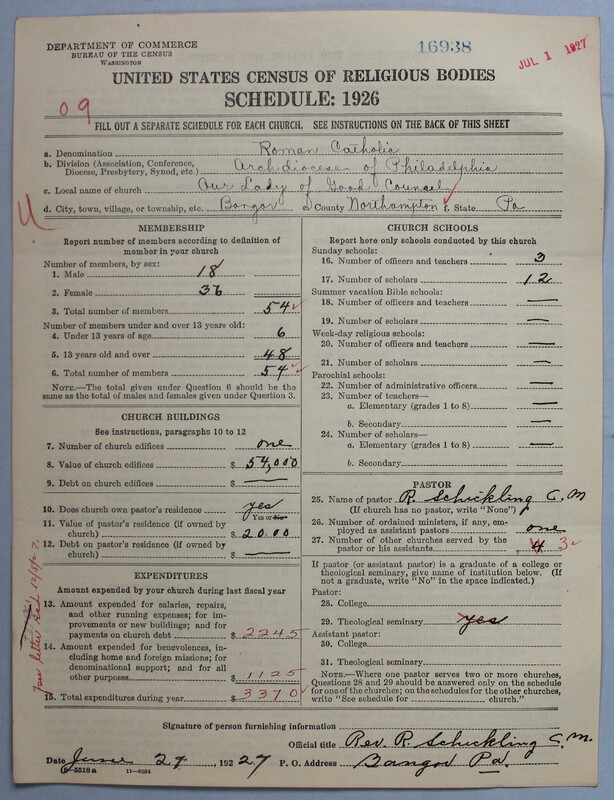 DEPARTMENT OF COMMERCE
BUREAU OF THE CENSUS
WASHINGTON
16938
JUL 1 1927
UNITED STATES CENSUS OF RELIGIOUS BODIES
SCHEDULE: 1926
09
FILL OUT A SEPARATE SCHEDULE FOR EACH CHURCH. SEE INSTRUCTIONS ON THE BACK OF THIS SHEET
a. Denomination Roman Catholic
b. Division (Association, Conference, Diocese, Presbytery, Synod, etc.) Archdiocese of Philadelphia
c. Local name of church Our Lady of Good Counsel
d. City, town, village, or township, etc. Bangor e. County Northampton f. State Pa
MEMBERSHIP
Report number of members according to definition of
member in your church
Number of members, by sex:
1. Male 18
2. Female 36
3. Total number of members 54
Number of members under and over 13 years old:
4. Under 13 years of age 6
5. 13 years old and over 48
6. Total number of members 54
NOTE.—The total given under Question 6 should be
the same as the total of males and females given under Question 3.
CHURCH BUILDINGS
See instructions, paragraphs 10 to 12
7. Number of church edifices one
8. Value of church edifices $ 54,000
9. Debt on church edifices $ —
10. Does church own pastor's residence yes
Yes or No
11. Value of pastor's residence (if owned by
church) $ 2000
12. Debt on pastor's residence (if owned by
church) $ —
EXPENDITURES
Amount expended by your church during last fiscal year
13. Amount expended for salaries, repairs,
and other running expenses; for im-
provements or new buildings; and for
payments on church debt $ 2245
14. Amount expended for benevolences, in-
cluding home and foreign missions; for
denominational support; and for all
other purposes $ 1125
15. Total expenditures during year $ 3370
CHURCH SCHOOLS
Report here only schools conducted by this church
Sunday schools:
16. Number of officers and teachers 3
17. Number of scholars 12
Summer vacation Bible schools:
18. Number of officers and teachers —
19. Number of scholars —
Week-day religious schools:
20. Number of officers and teachers —
21. Number of scholars —
Parochial schools:
22. Number of administrative officers —
23. Number of teachers—
a. Elementary (grades 1 to 8) —
b. Secondary —
24. Number of scholars—
a. Elementary (grades 1 to 8) —
b. Secondary
PASTOR
25. Name of pastor R. Schickling C. M
(If church has no pastor, write "None")
26. Number of ordained ministers, if any, em-
ployed as assistant pastors one
27. Number of other churches served by the
pastor or his assistants 4 3
If pastor (or assistant pastor) is a graduate of a college or
theological seminary, give name of institution below. (If
not a graduate, write "No" in the space indicated.)
Pastor:
28. College
29. Theological seminary yes
Assistant pastor:
30. College
31. Theological seminary
NOTE.—Where one pastor serves two or more churches,
Questions 28 and 29 should be answered only on the schedule
for one of the churches; on the schedules for the other churches,
write "See schedule for church."
Signature of person furnishing information
Official title Rev. R. Schickling C. M.
Date June 27, 1927 P. O. Address Bangor Pa.
8—5518a 11—9054